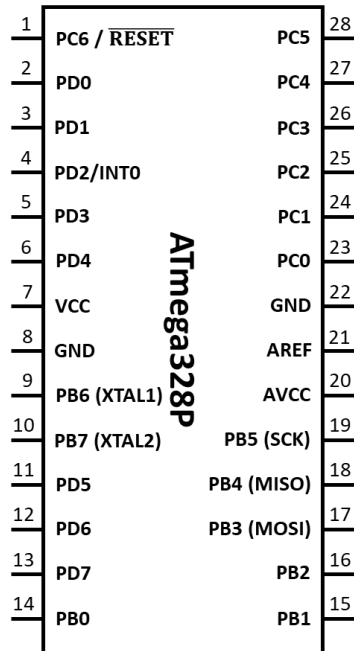 1 PC6 / RESET PC5 28
2 PD0 PC4 27
3 PD1 PC3 26
4 PD2/INT0 PC2 25
5 PD3 PC1 24
6 PD4 PC0 23
7 VCC GND 22
8 GND AREF 21
9 PB6 (XTAL1) AVCC 20
10 PB7 (XTAL2) PB5 (SCK) 19
11 PD5 PB4 (MISO) 18
12 PD6 PB3 (MOSI) 17
13 PD7 PB2 16
14 PB0 PB1 15
ATmega328P